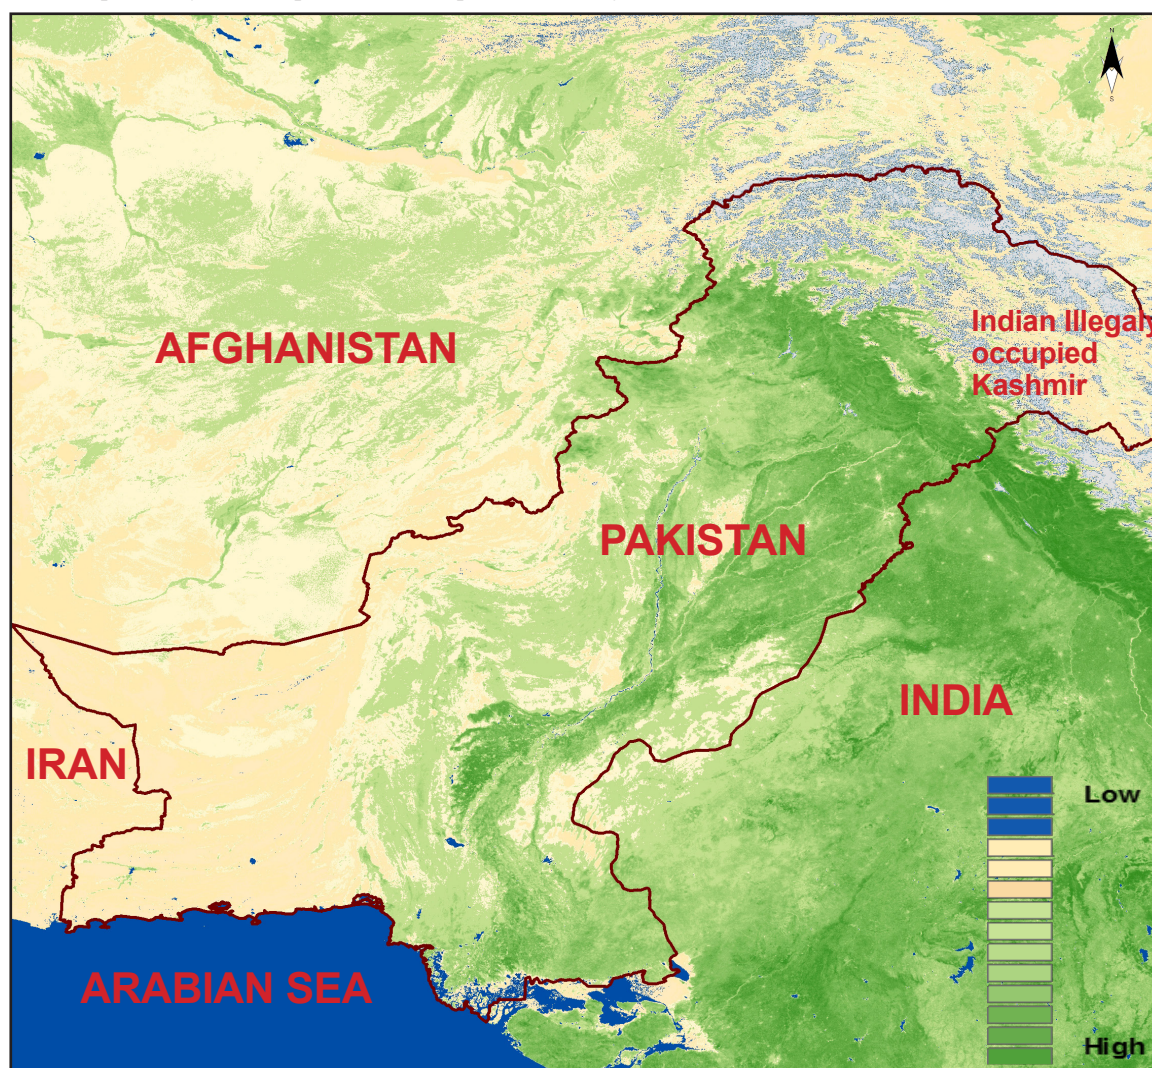 N
S
AFGHANISTAN
Indian Illegaly
occupied
Kashmir
PAKISTAN
INDIA
IRAN
Low
ARABIAN SEA
High